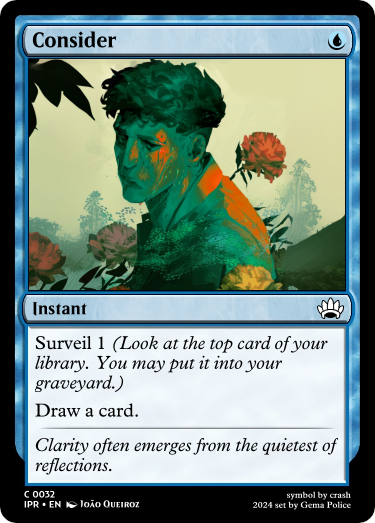 Consider
Instant
Surveil 1 (Look at the top card of your
library. You may put it into your
graveyard.)
Draw a card.
Clarity often emerges from the quietest of
reflections.
C 0032
IPR • EN João Queiroz
symbol by crash
2024 set by Gema Police